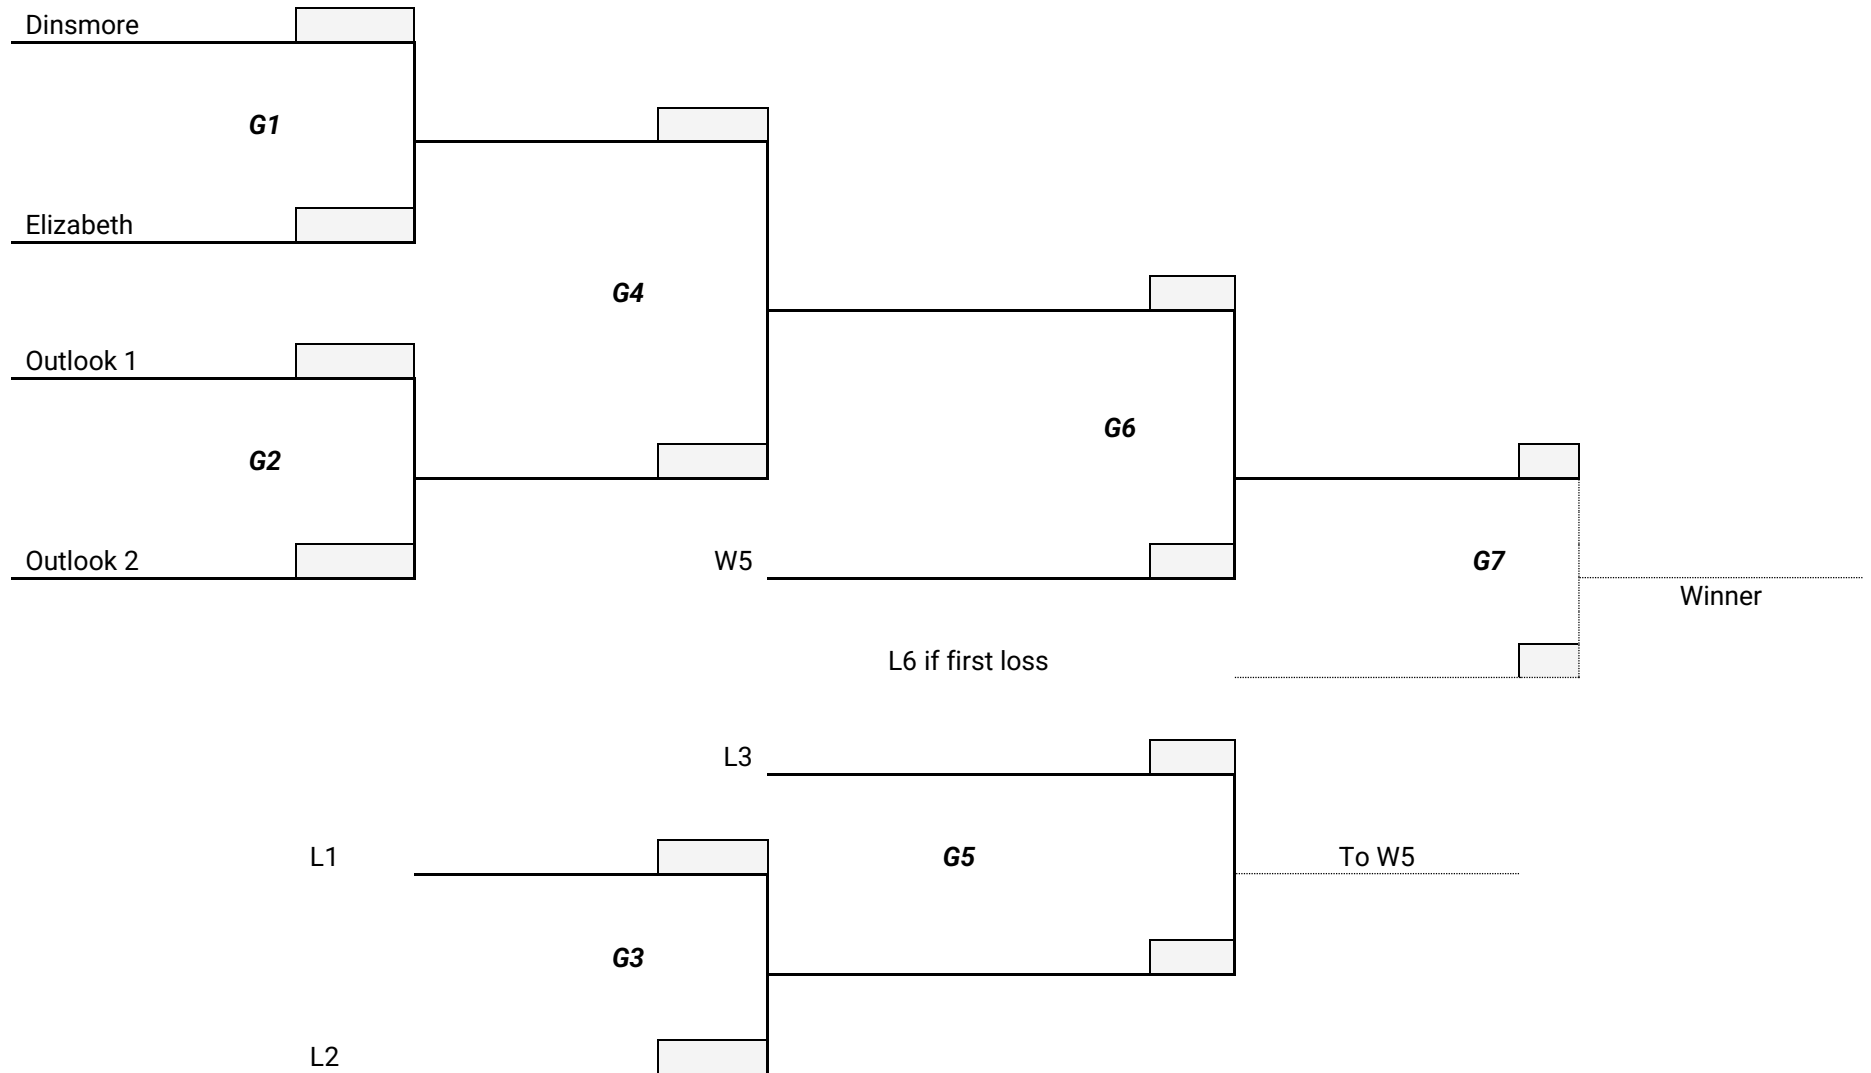 Dinsmore
G1
Elizabeth
G4
Outlook 1
G6
G2
G7
Outlook 2
W5
Winner
L6 if first loss
L3
L1
G5
To W5
G3
L2